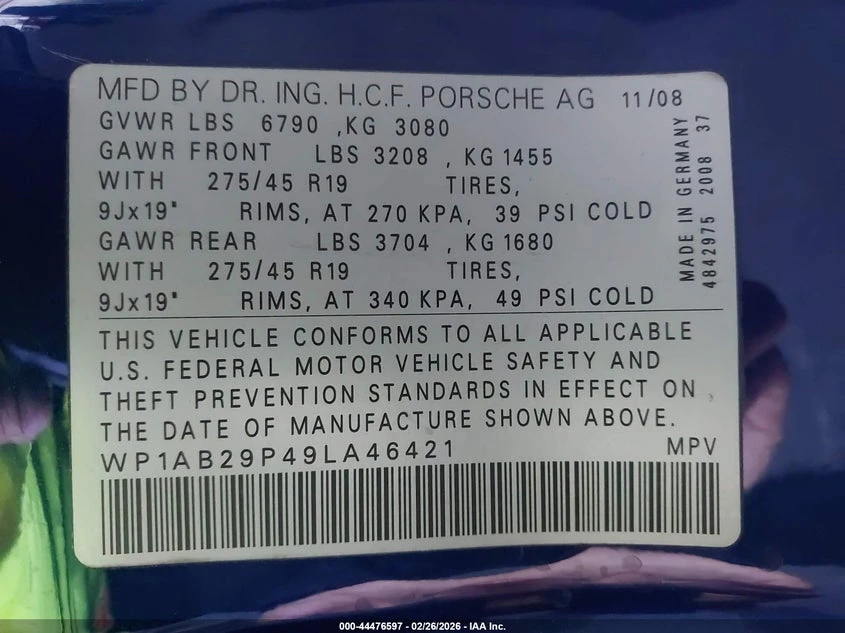 MFD BY DR. ING. H.C.F. PORSCHE AG 11/08
GVWR LBS 6790 ,KG 3080
GAWR FRONT LBS 3208 , KG 1455
WITH 275/45 R19 TIRES,
9Jx19" RIMS, AT 270 KPA, 39 PSI COLD
GAWR REAR LBS 3704 , KG 1680
WITH 275/45 R19 TIRES,
9Jx19" RIMS, AT 340 KPA, 49 PSI COLD
MADE IN GERMANY
4842975 2008 37
THIS VEHICLE CONFORMS TO ALL APPLICABLE
U.S. FEDERAL MOTOR VEHICLE SAFETY AND
THEFT PREVENTION STANDARDS IN EFFECT ON
THE DATE OF MANUFACTURE SHOWN ABOVE.
WP1AB29P49LA46421 MPV
000-44476597 - 02/26/2026 - IAA Inc.